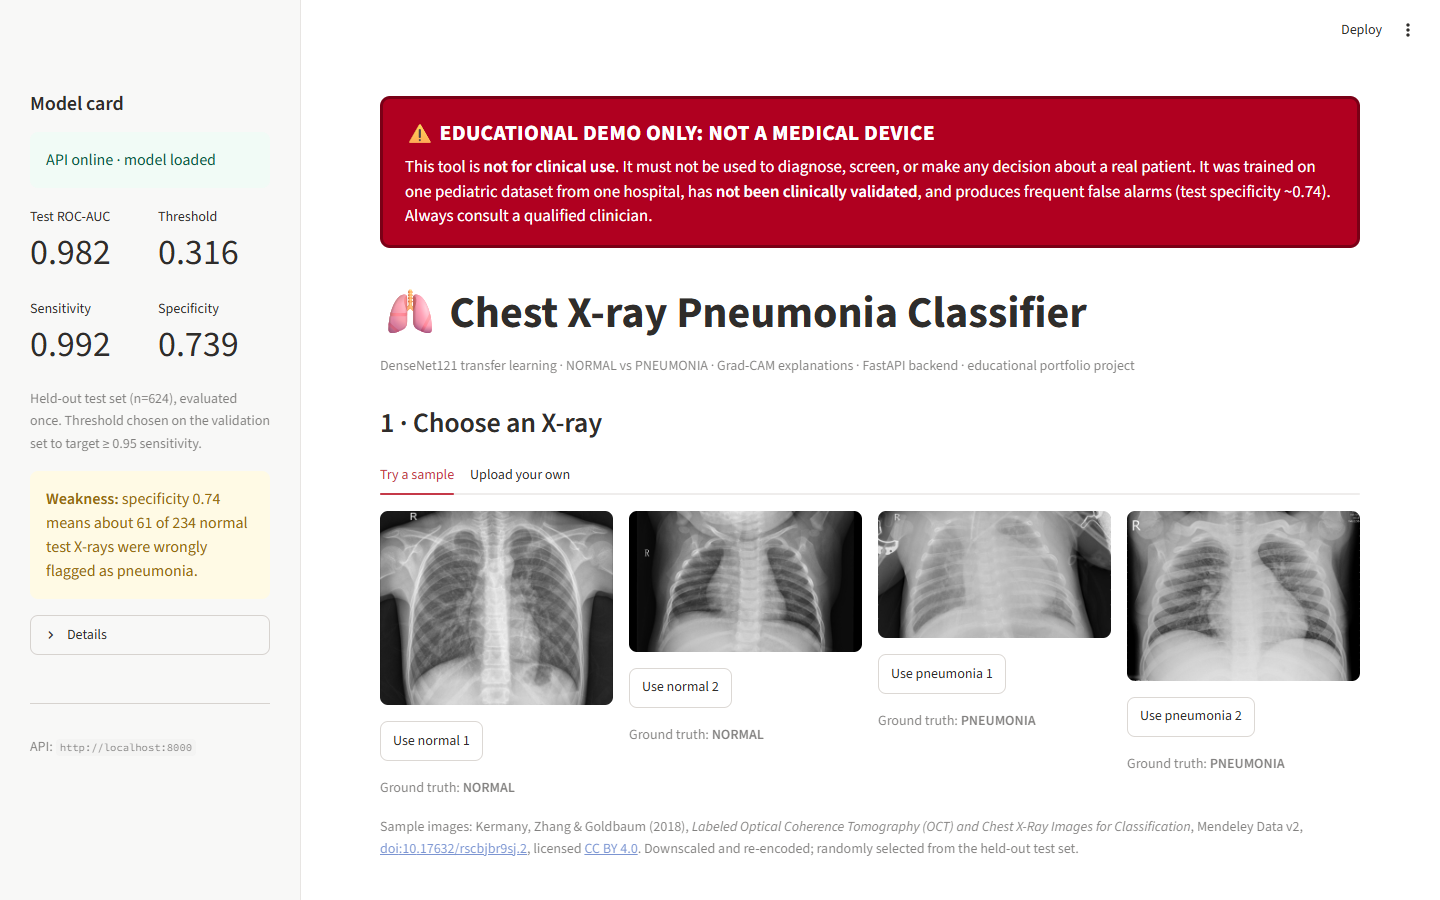 Deploy
Model card
API online · model loaded
Test ROC-AUC
0.982
Threshold
0.316
Sensitivity
0.992
Specificity
0.739
Held-out test set (n=624), evaluated
once. Threshold chosen on the validation
set to target ≥ 0.95 sensitivity.
Weakness: specificity 0.74
means about 61 of 234 normal
test X-rays were wrongly
flagged as pneumonia.
Details
API: http://localhost:8000
EDUCATIONAL DEMO ONLY: NOT A MEDICAL DEVICE
This tool is not for clinical use. It must not be used to diagnose, screen, or make any decision about a real patient. It was trained on
one pediatric dataset from one hospital, has not been clinically validated, and produces frequent false alarms (test specificity ~0.74).
Always consult a qualified clinician.
Chest X-ray Pneumonia Classifier
DenseNet121 transfer learning · NORMAL vs PNEUMONIA · Grad-CAM explanations · FastAPI backend · educational portfolio project
1 · Choose an X-ray
Try a sample
Upload your own
R
Use normal 1
Ground truth: NORMAL
R
Use normal 2
Ground truth: NORMAL
R
Use pneumonia 1
Ground truth: PNEUMONIA
R
Use pneumonia 2
Ground truth: PNEUMONIA
Sample images: Kermany, Zhang & Goldbaum (2018), Labeled Optical Coherence Tomography (OCT) and Chest X-Ray Images for Classification, Mendeley Data v2,
doi:10.17632/rscbjbr9sj.2, licensed CC BY 4.0. Downscaled and re-encoded; randomly selected from the held-out test set.